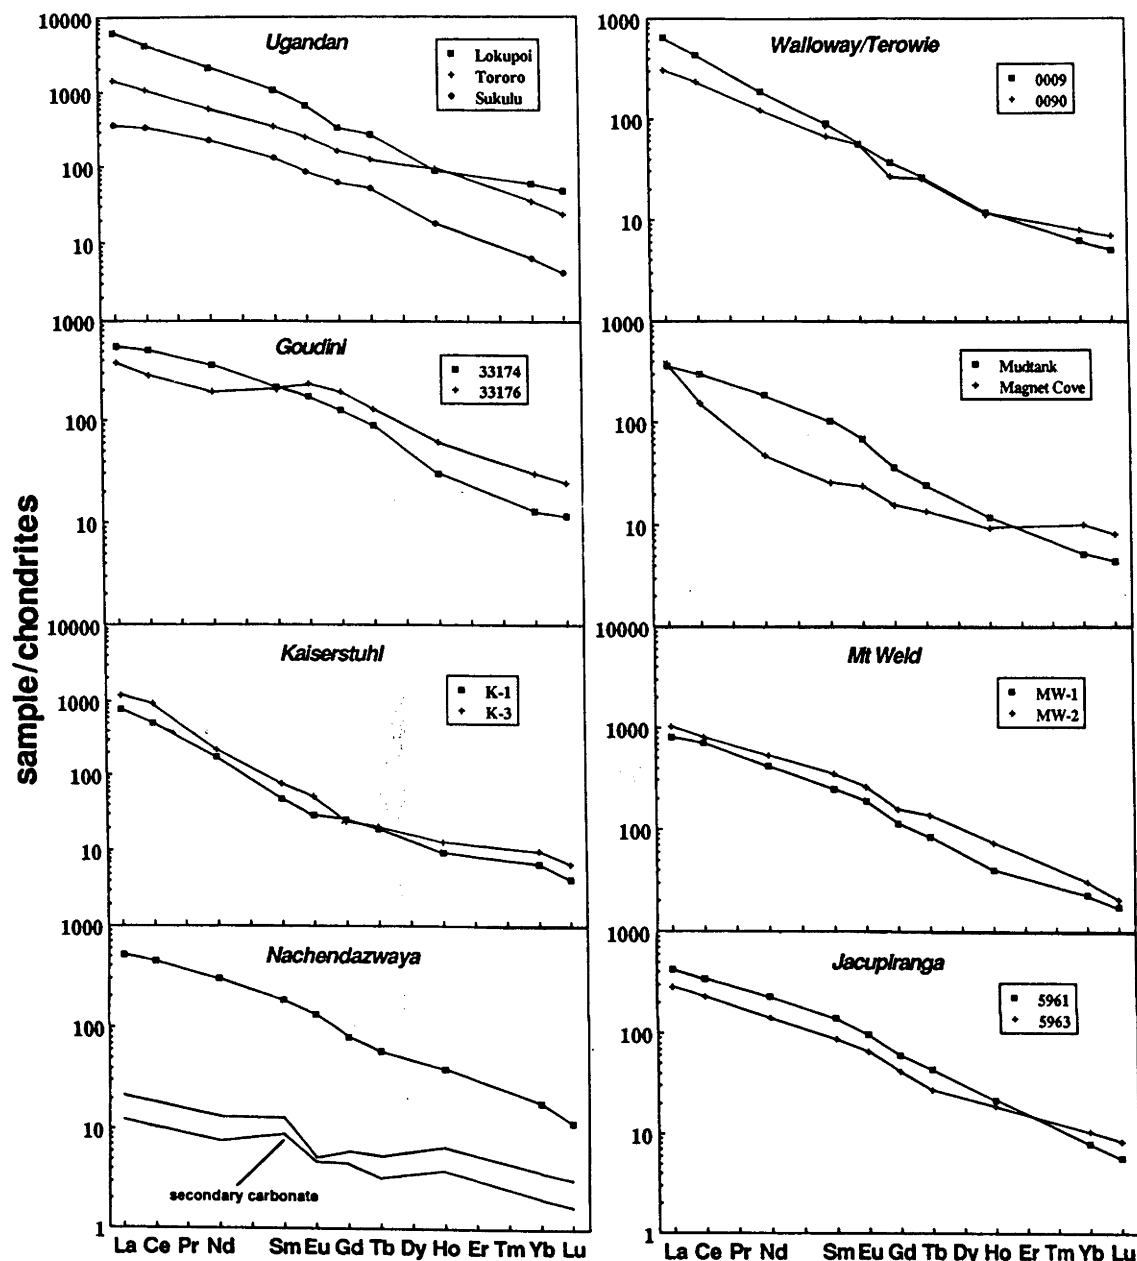 sample/chondrites
10000
1000
100
10
Ugandan
Lokupoi
Tororo
Sukulu
1000
100
10
Walloway/Terowie
0009
0090
1000
100
10
Goudini
33174
33176
1000
100
10
Mudtank
Magnet Cove
10000
1000
100
10
Kaiserstuhl
K-1
K-3
10000
1000
100
Mt Weld
MW-1
MW-2
1000
100
10
1
Nachendazwaya
secondary carbonate
1000
100
10
1
Jacupiranga
5961
5963
La Ce Pr Nd Sm Eu Gd Tb Dy Ho Er Tm Yb Lu
La Ce Pr Nd Sm Eu Gd Tb Dy Ho Er Tm Yb Lu